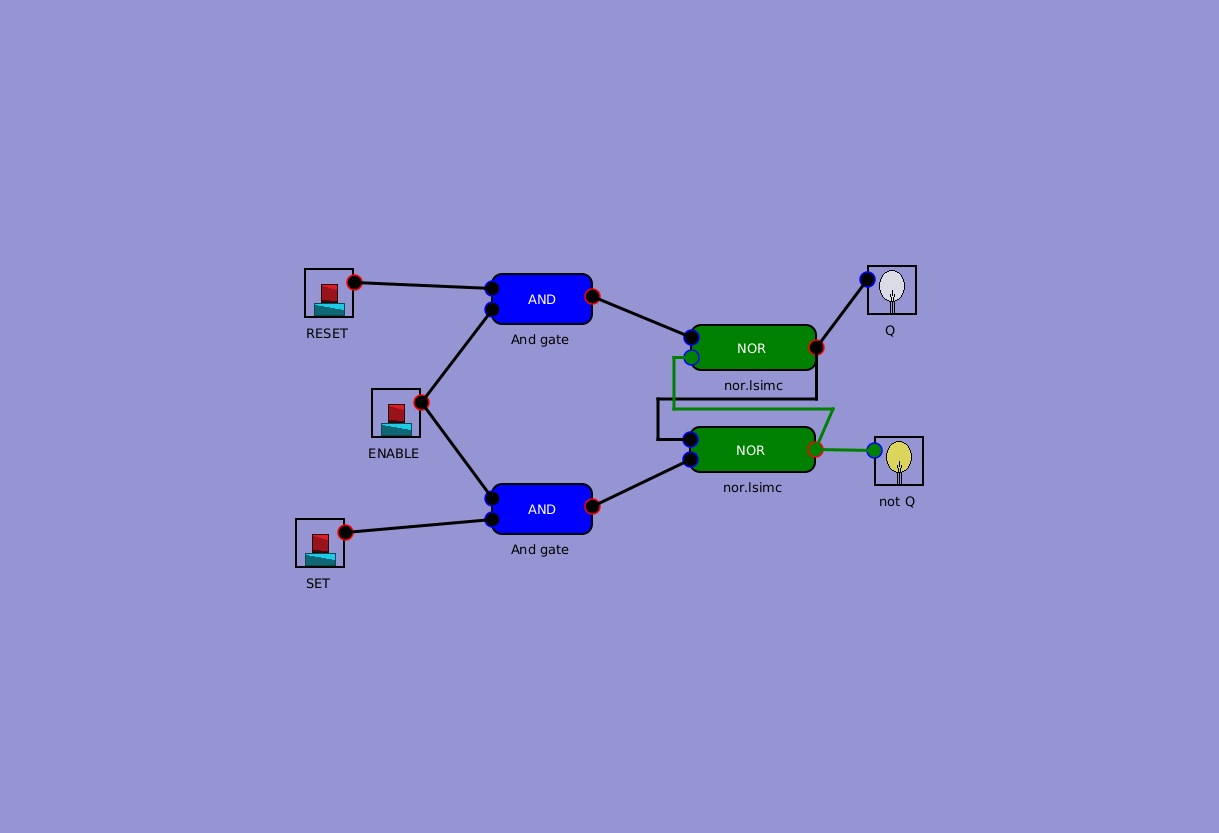 RESET
AND
And gate
Q
NOR
nor.lsimc
ENABLE
NOR
nor.lsimc
not Q
AND
And gate
SET